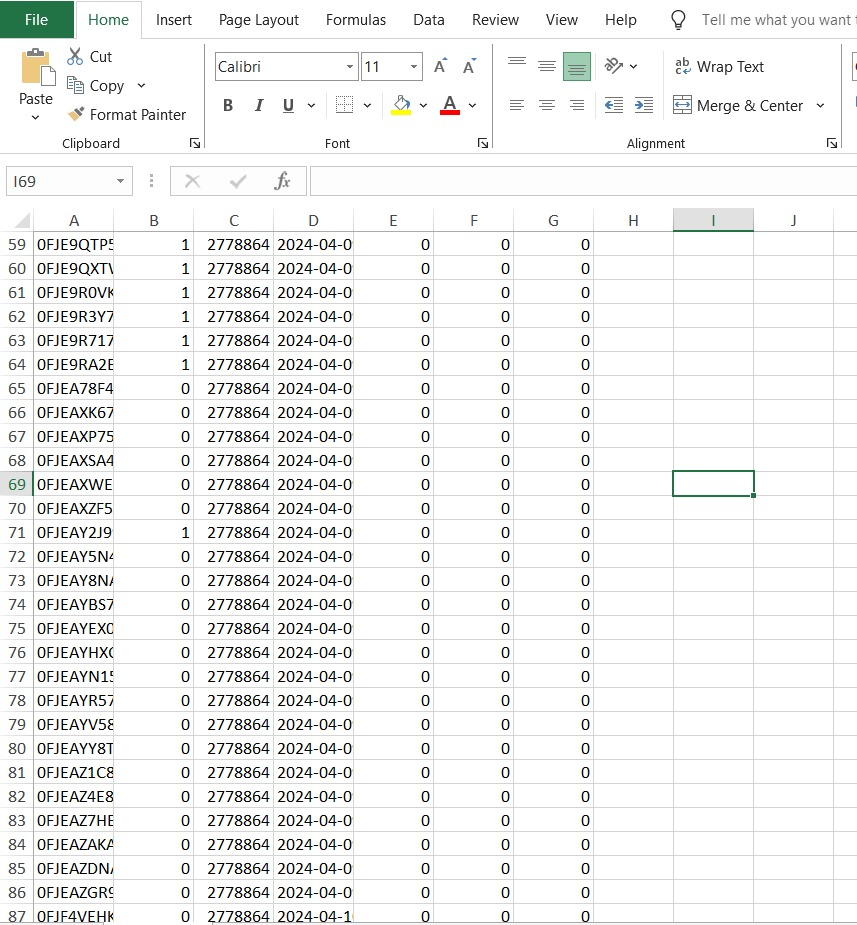 File Home Insert Page Layout Formulas Data Review View Help Tell me what you want
Cut
Copy
Format Painter
Paste
Clipboard
Calibri 11 A A
B I U A
Font
ab Wrap Text
Merge & Center
Alignment
I69 fx
A B C D E F G H I J
59 0FJE9QTP5 1 2778864 2024-04-0 0 0 0
60 0FJE9QXT 1 2778864 2024-04-0 0 0 0
61 0FJE9R0VK 1 2778864 2024-04-0 0 0 0
62 0FJE9R3Y7 1 2778864 2024-04-0 0 0 0
63 0FJE9R717 1 2778864 2024-04-0 0 0 0
64 0FJE9RA2E 1 2778864 2024-04-0 0 0 0
65 0FJEA78F4 0 2778864 2024-04-0 0 0 0
66 0FJEAXK67 0 2778864 2024-04-0 0 0 0
67 0FJEAXP75 0 2778864 2024-04-0 0 0 0
68 0FJEAXSA4 0 2778864 2024-04-0 0 0 0
69 0FJEAXWE 0 2778864 2024-04-0 0 0 0
70 0FJEAXZF5 0 2778864 2024-04-0 0 0 0
71 0FJEAY2J9 1 2778864 2024-04-0 0 0 0
72 0FJEAY5N4 0 2778864 2024-04-0 0 0 0
73 0FJEAY8NA 0 2778864 2024-04-0 0 0 0
74 0FJEAYBS7 0 2778864 2024-04-0 0 0 0
75 0FJEAYEX0 0 2778864 2024-04-0 0 0 0
76 0FJEAYHX 0 2778864 2024-04-0 0 0 0
77 0FJEAYN15 0 2778864 2024-04-0 0 0 0
78 0FJEAYR57 0 2778864 2024-04-0 0 0 0
79 0FJEAYV58 0 2778864 2024-04-0 0 0 0
80 0FJEAYY8T 0 2778864 2024-04-0 0 0 0
81 0FJEAZ1C8 0 2778864 2024-04-0 0 0 0
82 0FJEAZ4E8 0 2778864 2024-04-0 0 0 0
83 0FJEAZ7HE 0 2778864 2024-04-0 0 0 0
84 0FJEAZAKA 0 2778864 2024-04-0 0 0 0
85 0FJEAZDNA 0 2778864 2024-04-0 0 0 0
86 0FJEAZGR9 0 2778864 2024-04-0 0 0 0
87 0FJF4VEHK 0 2778864 2024-04-1 0 0 0